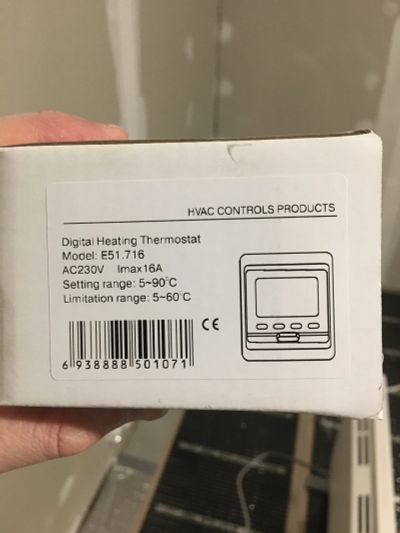 HVAC CONTROLS PRODUCTS
Digital Heating Thermostat
Model: E51.716
AC230V Imax16A
Setting range: 5~90°C
Limitation range: 5~60°C
CE
6 938888 501071